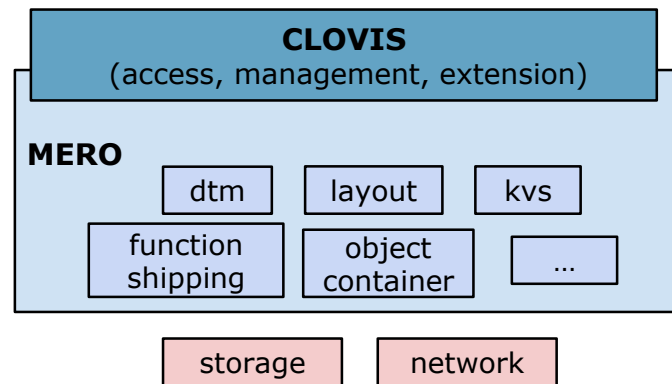 CLOVIS
(access, management, extension)
MERO
dtm
layout
kvs
function
shipping
object
container
...
storage
network